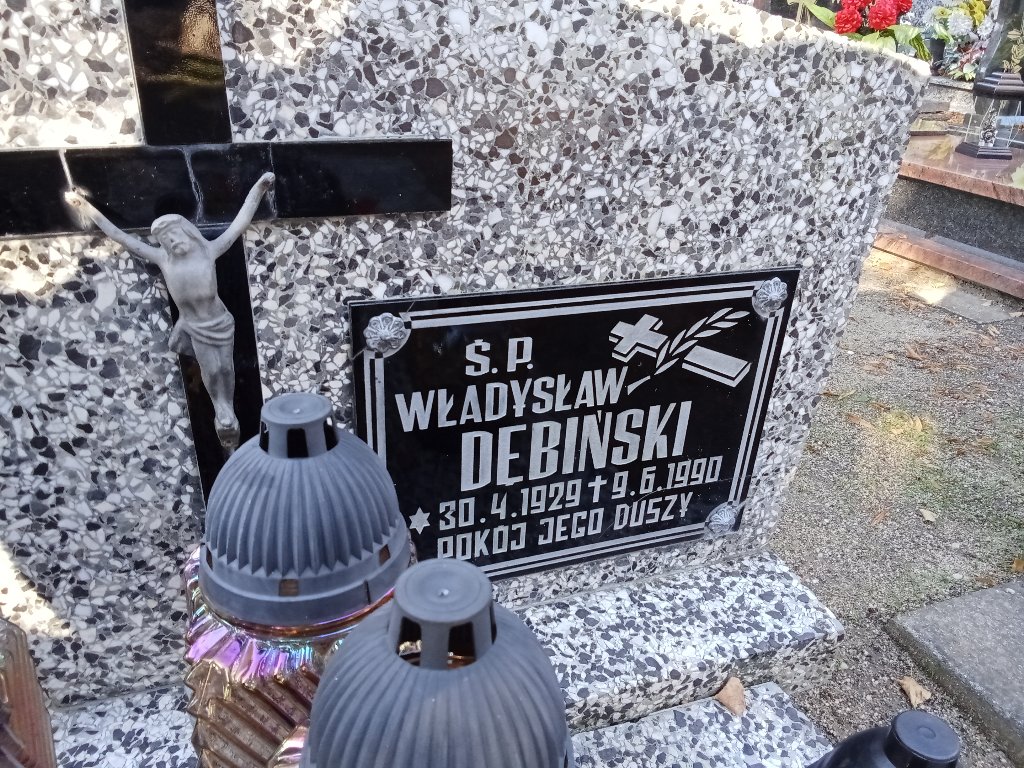 Ś. P.
WŁADYSŁAW
DĘBIŃSKI
✶ 30. 4. 1929 ✝ 9. 6. 1990
POKÓJ JEGO DUSZY